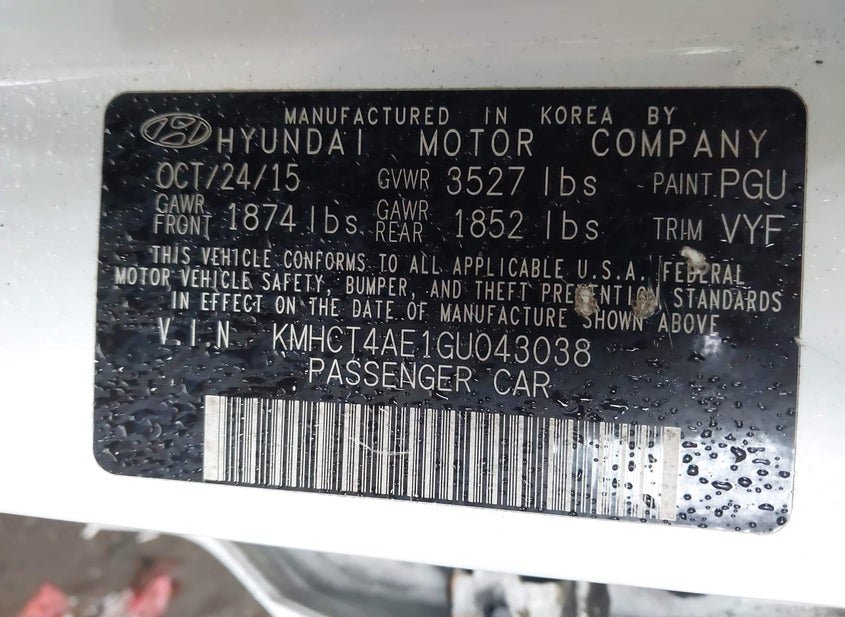 MANUFACTURED IN KOREA BY
HYUNDAI MOTOR COMPANY
OCT/24/15 GVWR 3527 lbs PAINT PGU
GAWR FRONT 1874 lbs GAWR REAR 1852 lbs TRIM VYF
THIS VEHICLE CONFORMS TO ALL APPLICABLE U.S.A. FEDERAL
MOTOR VEHICLE SAFETY, BUMPER, AND THEFT PREVENTION STANDARDS
IN EFFECT ON THE DATE OF MANUFACTURE SHOWN ABOVE
V.I.N KMHCT4AE1GU043038
PASSENGER CAR